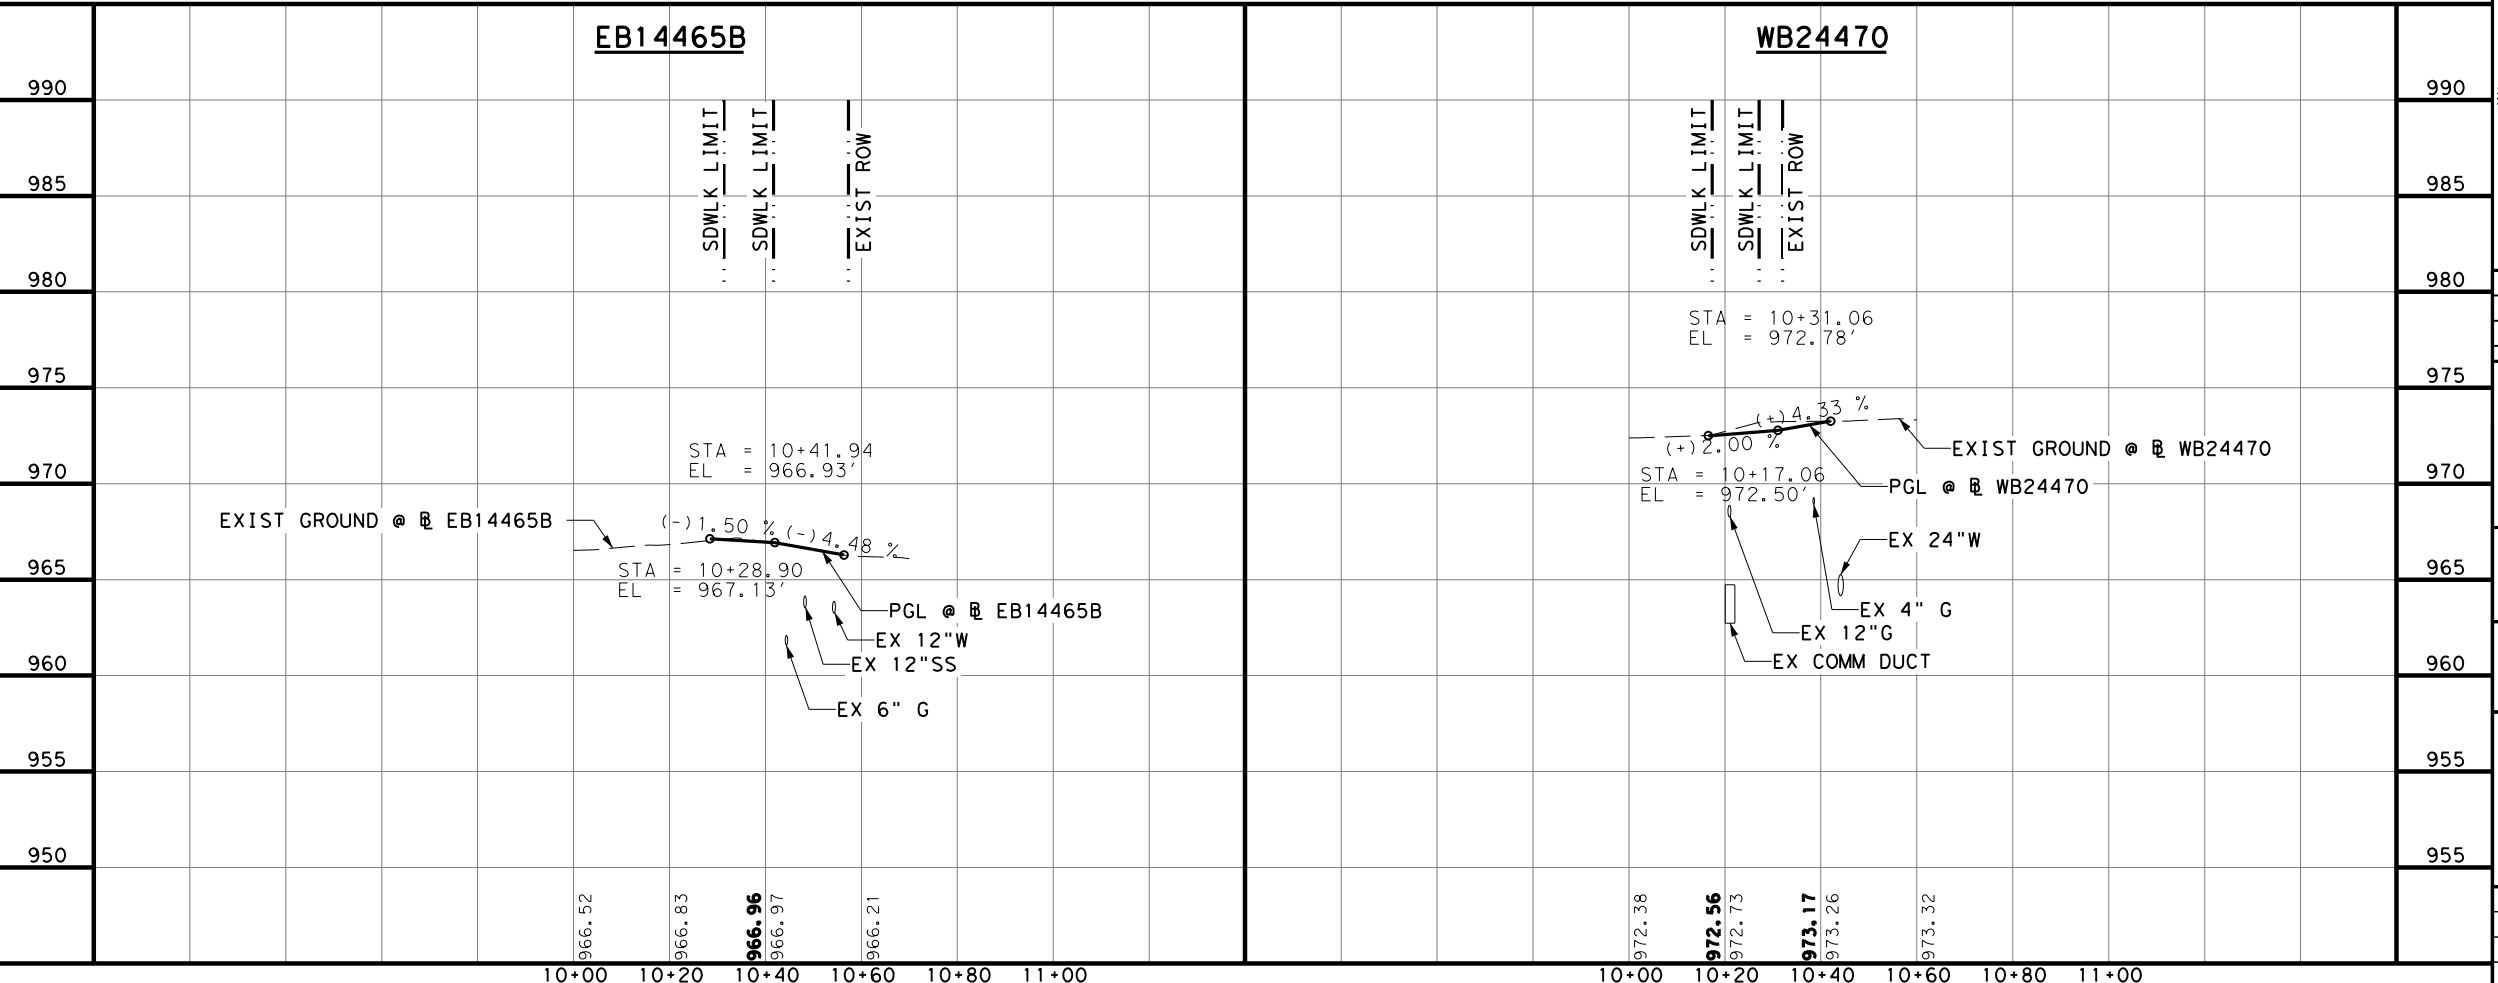 EB14465B
WB24470
990
985
980
975
970
965
960
955
950
SDWLK LIMIT
SDWLK LIMIT
EXIST ROW
STA = 10+41.94
EL = 966.93'
EXIST GROUND @ BL EB14465B
(-)1.50 %
(-)4.48 %
STA = 10+28.90
EL = 967.13'
PGL @ BL EB14465B
EX 12"W
EX 12"SS
EX 6" G
966.52
966.83
966.96
966.97
966.21
10+00
10+20
10+40
10+60
10+80
11+00
SDWLK LIMIT
SDWLK LIMIT
EXIST ROW
STA = 10+31.06
EL = 972.78'
(+)4.33 %
(+)2.00 %
EXIST GROUND @ BL WB24470
STA = 10+17.06
EL = 972.50'
PGL @ BL WB24470
EX 24"W
EX 4" G
EX 12"G
EX COMM DUCT
972.38
972.56
972.73
973.17
973.26
973.32
10+00
10+20
10+40
10+60
10+80
11+00
990
985
980
975
970
965
960
955
955